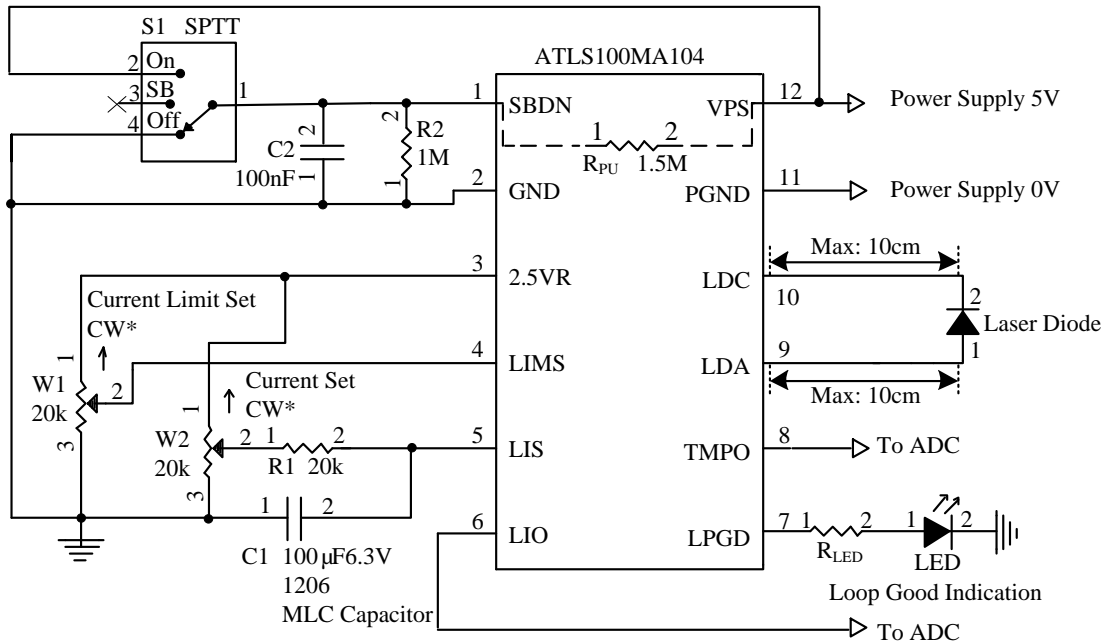 S1 SPTT
ATLS100MA104
2 On
3 SB
4 Off
1
1 SBDN
VPS 12
Power Supply 5V
1 2
R_PU 1.5M
2
C2
1
100nF
2
R2
1M
1
2 GND
PGND 11
Power Supply 0V
3 2.5VR
Max: 10cm
LDC 10
Current Limit Set
CW*
2
Laser Diode
1
4 LIMS
LDA 9
Max: 10cm
1
W1
20k
2
3
Current Set
CW*
1
W2
20k
2
3
1 2
R1 20k
5 LIS
TMPO 8
To ADC
1 2
C1 100µF6.3V
1206
MLC Capacitor
6 LIO
LPGD 7
1 2
R_LED
1 2
LED
Loop Good Indication
To ADC